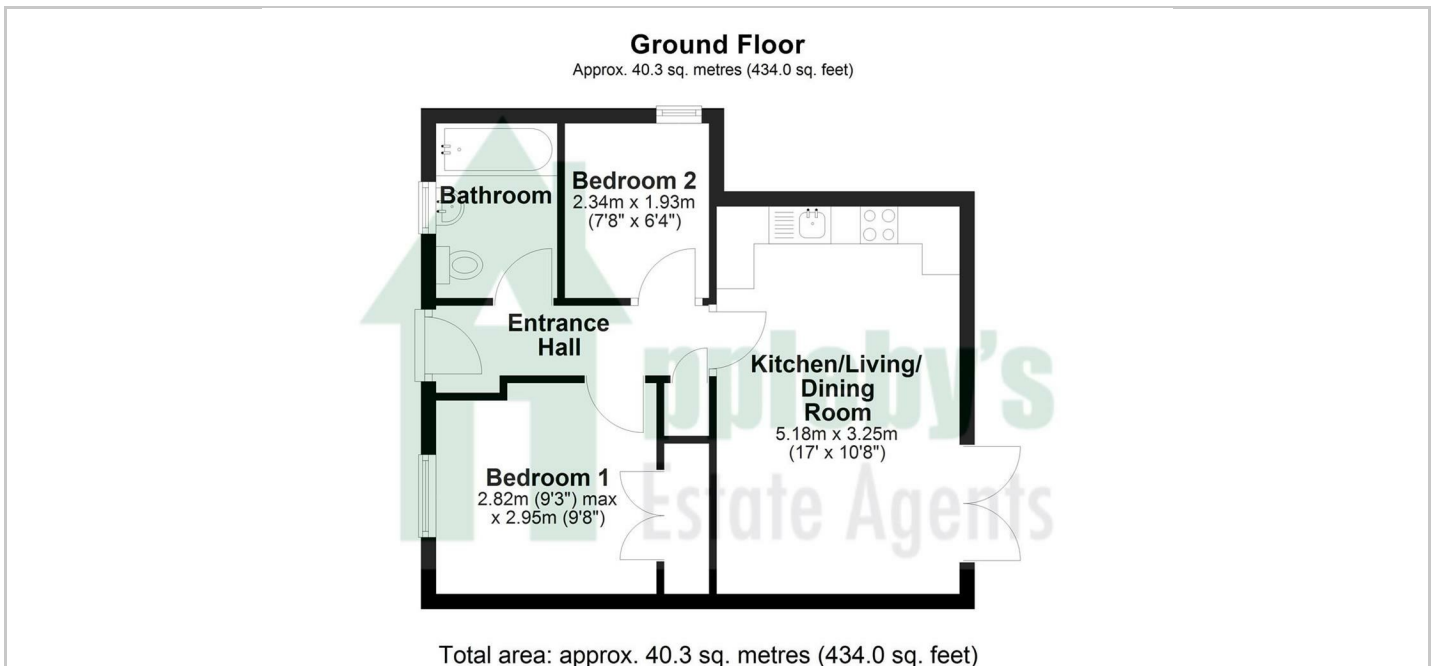 Ground Floor
Approx. 40.3 sq. metres (434.0 sq. feet)
Bathroom
Bedroom 2
2.34m x 1.93m
(7'8" x 6'4")
Entrance
Hall
Kitchen/Living/
Dining
Room
5.18m x 3.25m
(17' x 10'8")
Bedroom 1
2.82m (9'3") max
x 2.95m (9'8")
Appleby's
Estate Agents
Total area: approx. 40.3 sq. metres (434.0 sq. feet)